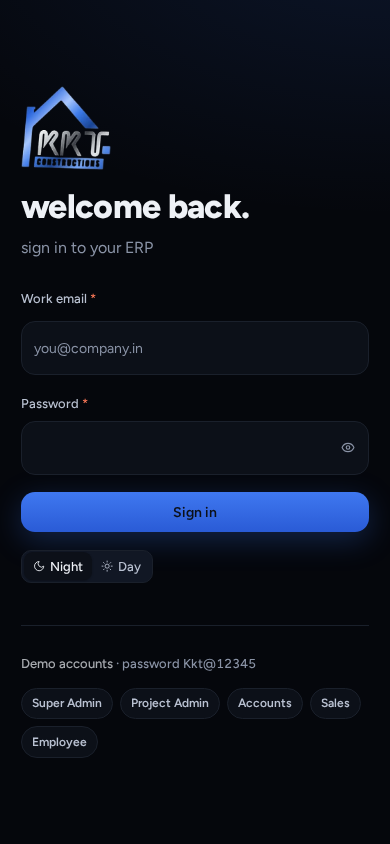 KKT
CONSTRUCTIONS
welcome back.
sign in to your ERP
Work email *
you@company.in
Password *
Sign in
Night Day
Demo accounts · password Kkt@12345
Super Admin Project Admin Accounts Sales
Employee